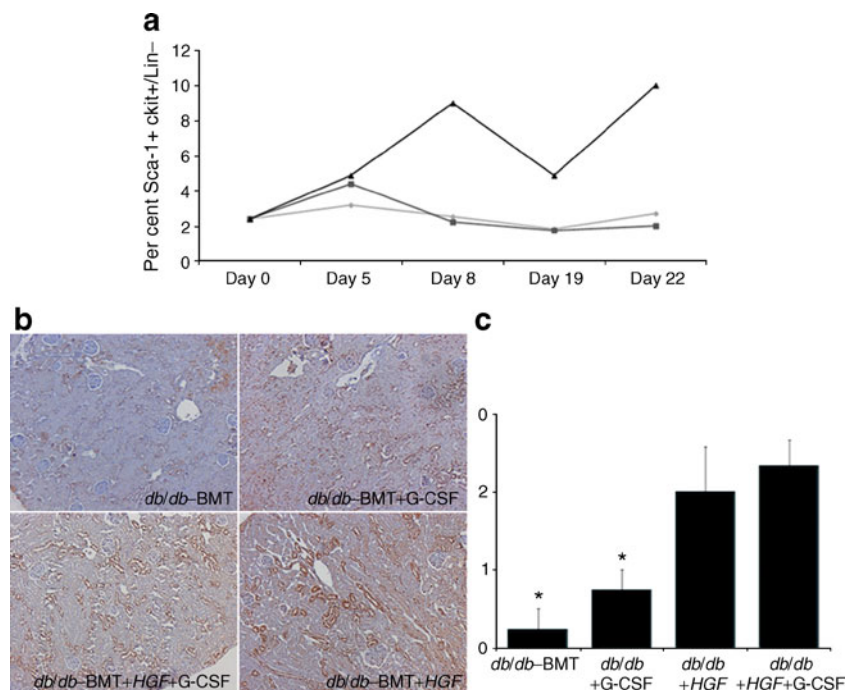 a
Per cent Sca-1+ ckit+/Lin–
12
10
8
6
4
2
0
Day 0 Day 5 Day 8 Day 19 Day 22
b
db/db–BMT
db/db–BMT+G-CSF
db/db–BMT+HGF+G-CSF
db/db–BMT+HGF
c
0
2
1
0
*
*
db/db–BMT db/db db/db db/db
+G-CSF +HGF +HGF+G-CSF